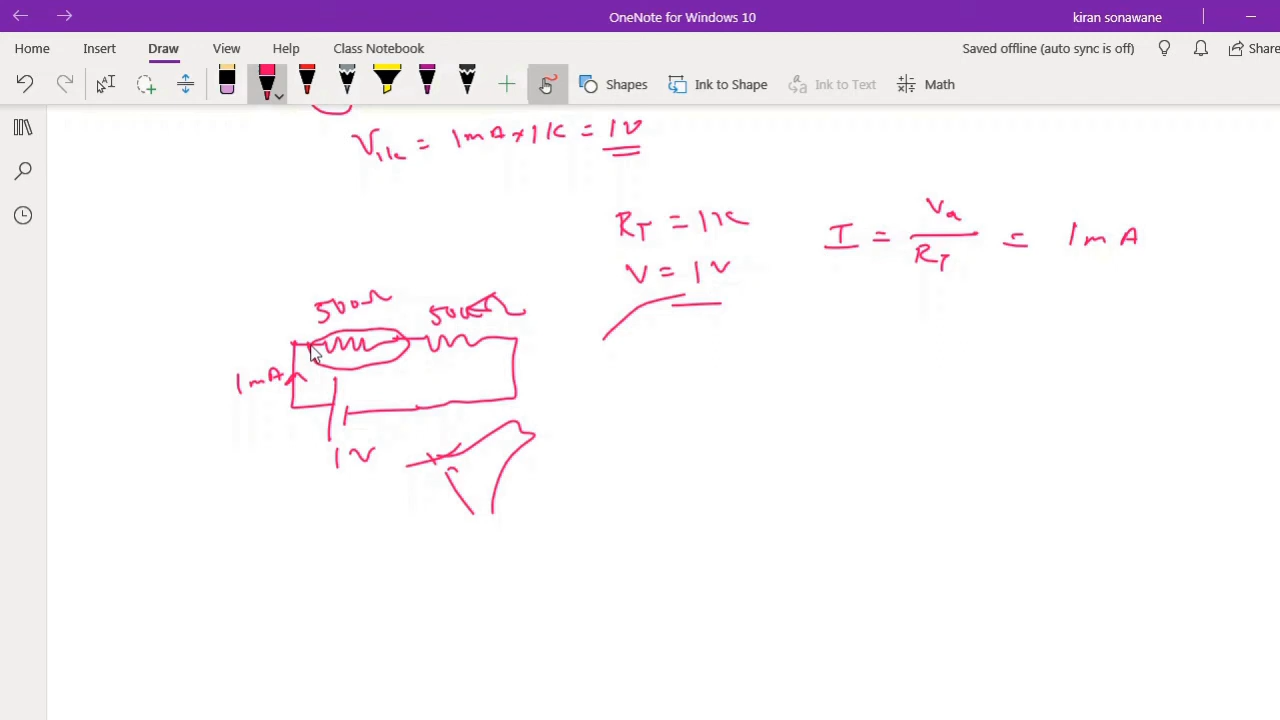 OneNote for Windows 10
kiran sonawane
Home Insert Draw View Help Class Notebook
Saved offline (auto sync is off)
Share
Shapes
Ink to Shape
Ink to Text
Math
V1k = 1mA × 1K = 1V
RT = 1K
V = 1V
I = Va / RT = 1mA
500Ω 500Ω
1mA
1V